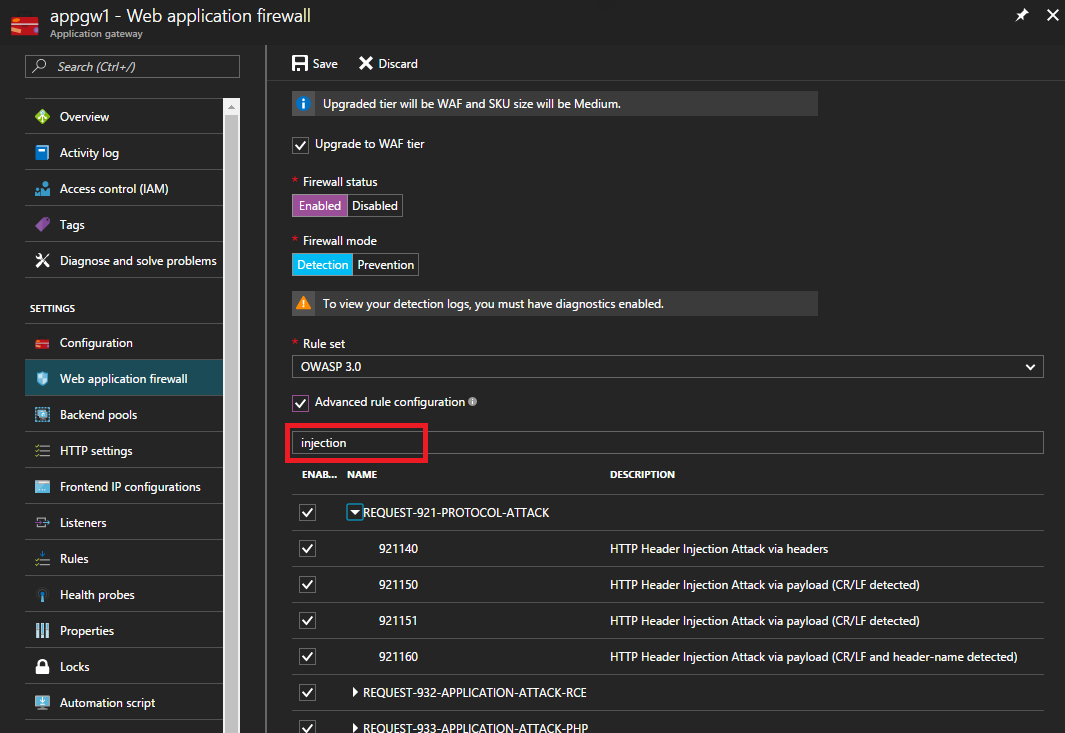 appgw1 - Web application firewall
Application gateway
Search (Ctrl+/)
Overview
Activity log
Access control (IAM)
Tags
Diagnose and solve problems
SETTINGS
Configuration
Web application firewall
Backend pools
HTTP settings
Frontend IP configurations
Listeners
Rules
Health probes
Properties
Locks
Automation script
Save Discard
Upgraded tier will be WAF and SKU size will be Medium.
Upgrade to WAF tier
* Firewall status
Enabled Disabled
* Firewall mode
Detection Prevention
To view your detection logs, you must have diagnostics enabled.
* Rule set
OWASP 3.0
Advanced rule configuration
injection
ENAB... NAME DESCRIPTION
REQUEST-921-PROTOCOL-ATTACK
921140 HTTP Header Injection Attack via headers
921150 HTTP Header Injection Attack via payload (CR/LF detected)
921151 HTTP Header Injection Attack via payload (CR/LF detected)
921160 HTTP Header Injection Attack via payload (CR/LF and header-name detected)
REQUEST-932-APPLICATION-ATTACK-RCE
REQUEST-933-APPLICATION-ATTACK-PHP